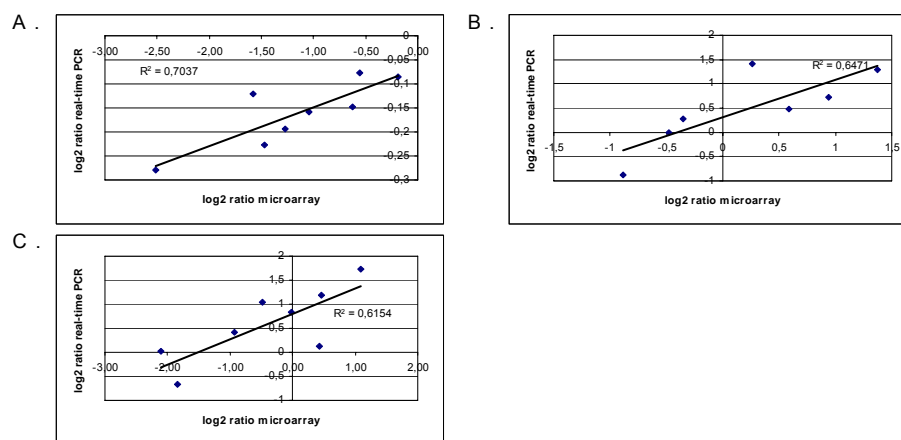 A .
-3,00 -2,50 -2,00 -1,50 -1,00 -0,50 0,00
0
-0,05
-0,1
-0,15
-0,2
-0,25
-0,3
R² = 0,7037
log2 ratio real-time PCR
log2 ratio microarray
B .
2
1,5
1
0,5
0
-0,5
-1
-1,5 -1 -0,5 0 0,5 1 1,5
R² = 0,6471
log2 ratio real-time PCR
log2 ratio microarray
C .
2
1,5
1
0,5
0
-0,5
-1
-3,00 -2,00 -1,00 0,00 1,00 2,00
R² = 0,6154
log2 ratio real-time PCR
log2 ratio microarray